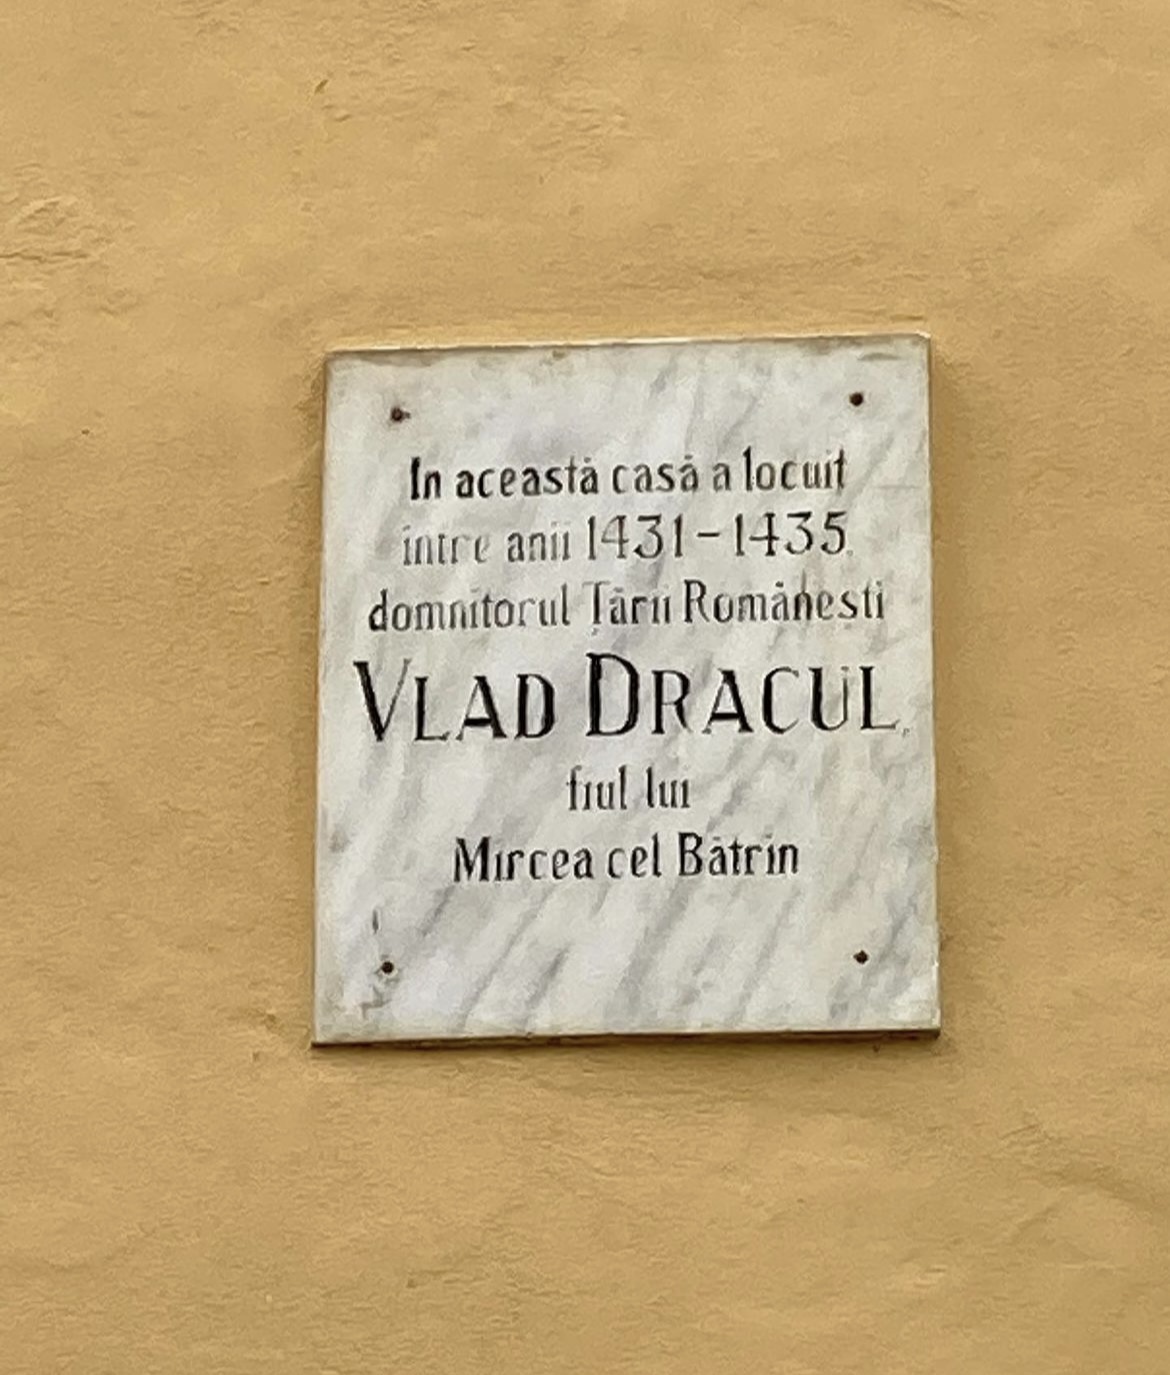 In această casă a locuit
între anii 1431-1435
domnitorul Țării Românești
VLAD DRACUL,
fiul lui
Mircea cel Bătrîn